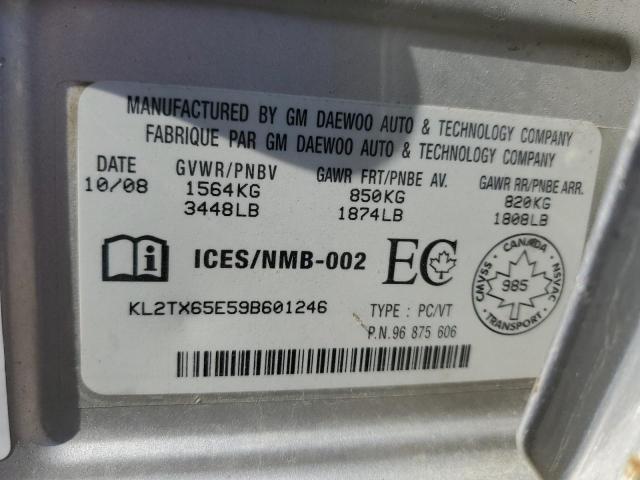 MANUFACTURED BY GM DAEWOO AUTO & TECHNOLOGY COMPANY
FABRIQUE PAR GM DAEWOO AUTO & TECHNOLOGY COMPANY
DATE GVWR/PNBV GAWR FRT/PNBE AV. GAWR RR/PNBE ARR.
10/08 1564KG 850KG 820KG
3448LB 1874LB 1808LB
i ICES/NMB-002 EC
CANADA
CMVSS 985 NSVAC
TRANSPORT
KL2TX65E59B601246 TYPE : PC/VT
P.N.96 875 606